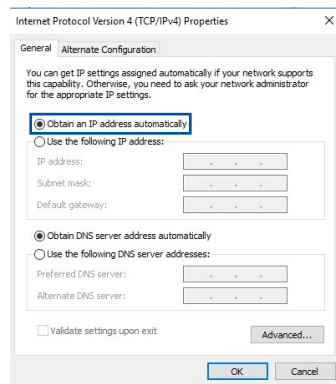 Internet Protocol Version 4 (TCP/IPv4) Properties
General
Alternate Configuration
You can get IP settings assigned automatically if your network supports
this capability. Otherwise, you need to ask your network administrator
for the appropriate IP settings.
Obtain an IP address automatically
Use the following IP address:
IP address:
Subnet mask:
Default gateway:
Obtain DNS server address automatically
Use the following DNS server addresses:
Preferred DNS server:
Alternate DNS server:
Validate settings upon exit
Advanced...
OK
Cancel